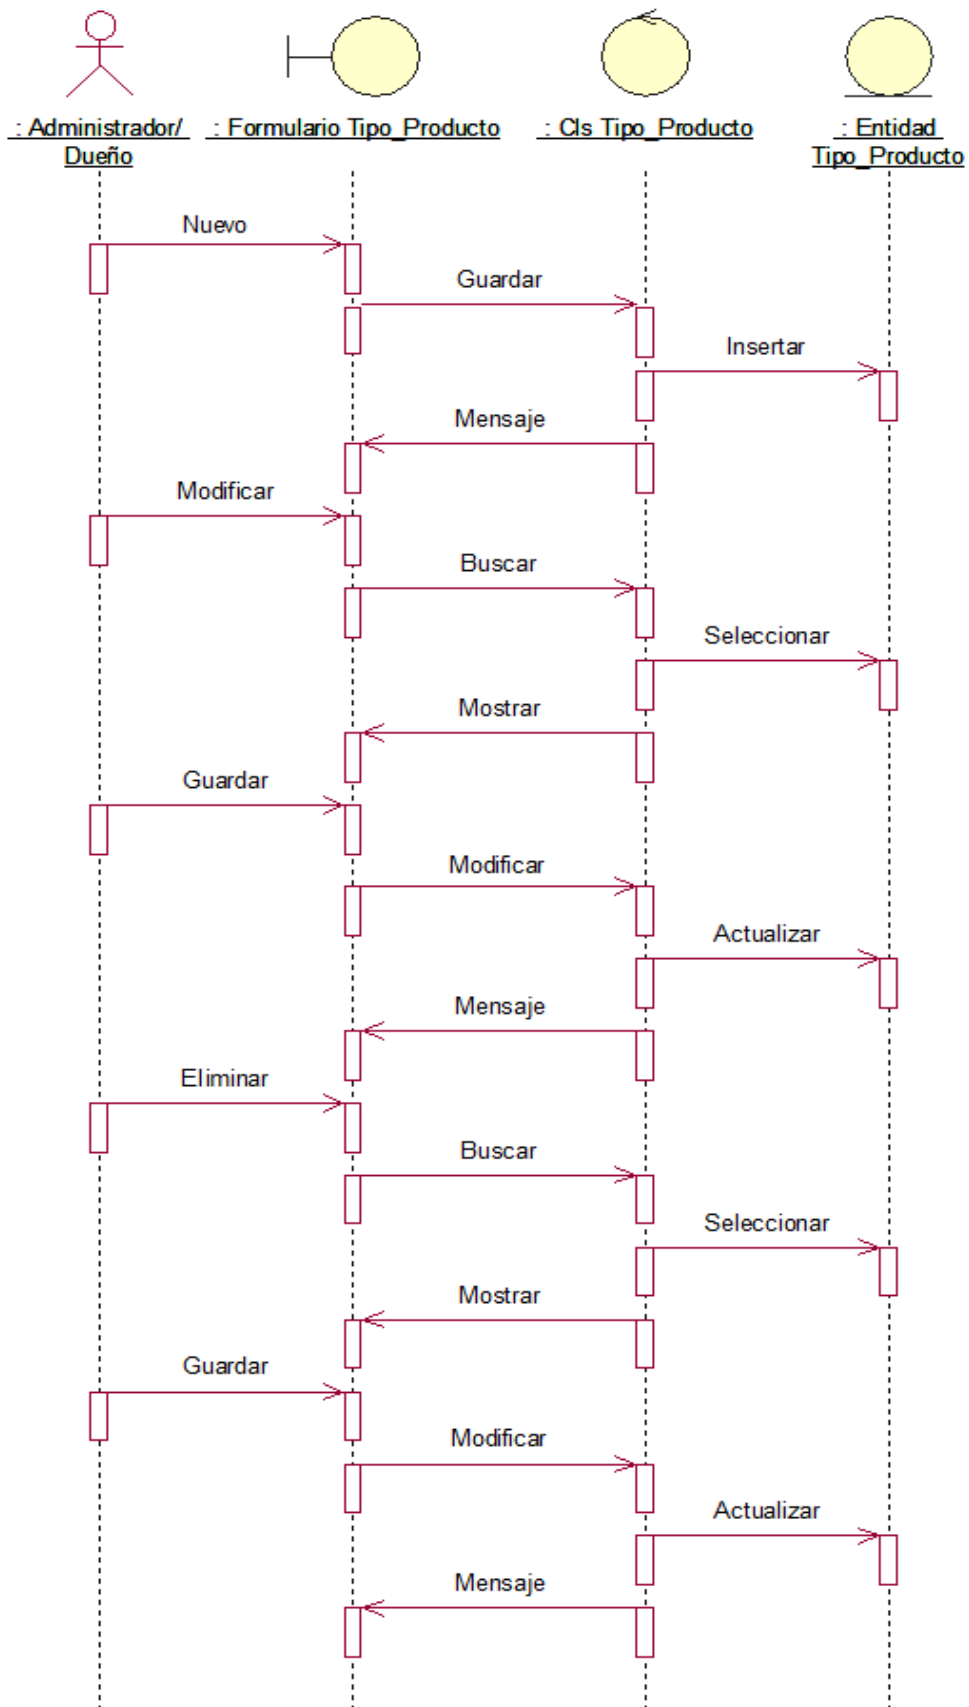 : Administrador/
Dueño
: Formulario Tipo_Producto
: Cls Tipo_Producto
: Entidad
Tipo_Producto
Nuevo
Guardar
Insertar
Mensaje
Modificar
Buscar
Seleccionar
Mostrar
Guardar
Modificar
Actualizar
Mensaje
Eliminar
Buscar
Seleccionar
Mostrar
Guardar
Modificar
Actualizar
Mensaje